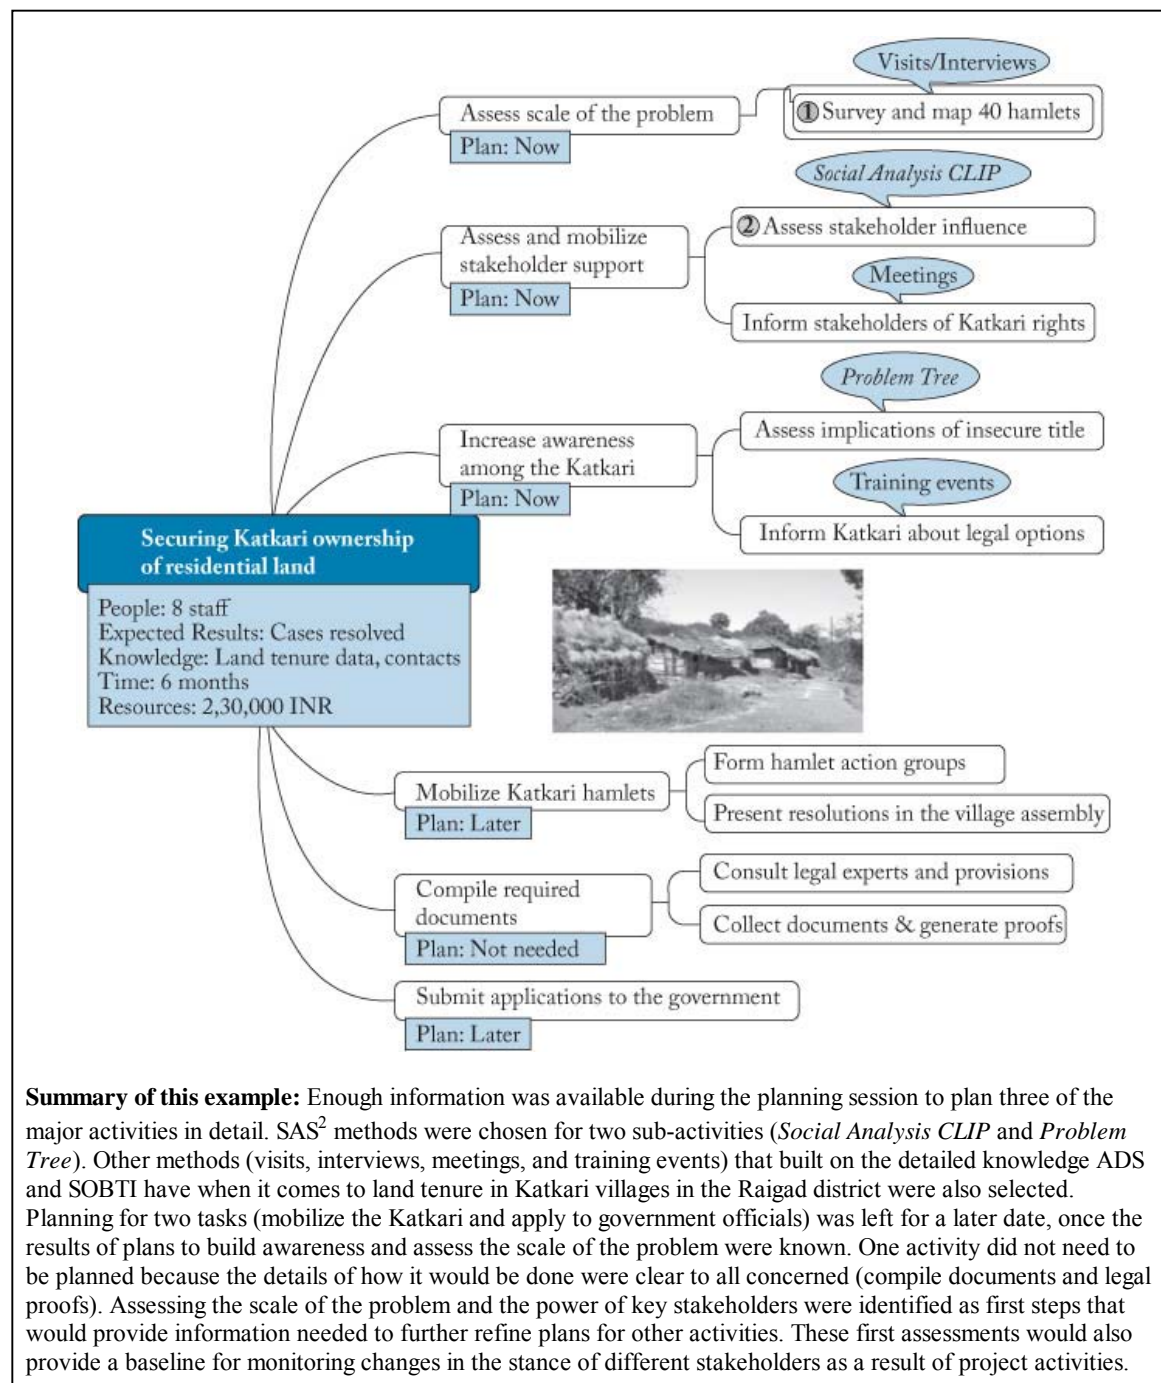 Visits/Interviews
Assess scale of the problem
① Survey and map 40 hamlets
Plan: Now
Social Analysis CLIP
Assess and mobilize
stakeholder support
② Assess stakeholder influence
Plan: Now
Meetings
Inform stakeholders of Katkari rights
Problem Tree
Increase awareness
among the Katkari
Assess implications of insecure title
Plan: Now
Training events
Inform Katkari about legal options
Securing Katkari ownership
of residential land
People: 8 staff
Expected Results: Cases resolved
Knowledge: Land tenure data, contacts
Time: 6 months
Resources: 2,30,000 INR
Mobilize Katkari hamlets
Plan: Later
Form hamlet action groups
Present resolutions in the village assembly
Compile required
documents
Plan: Not needed
Consult legal experts and provisions
Collect documents & generate proofs
Submit applications to the government
Plan: Later
Summary of this example: Enough information was available during the planning session to plan three of the
major activities in detail. SAS² methods were chosen for two sub-activities (Social Analysis CLIP and Problem
Tree). Other methods (visits, interviews, meetings, and training events) that built on the detailed knowledge ADS
and SOBTI have when it comes to land tenure in Katkari villages in the Raigad district were also selected.
Planning for two tasks (mobilize the Katkari and apply to government officials) was left for a later date, once the
results of plans to build awareness and assess the scale of the problem were known. One activity did not need to
be planned because the details of how it would be done were clear to all concerned (compile documents and legal
proofs). Assessing the scale of the problem and the power of key stakeholders were identified as first steps that
would provide information needed to further refine plans for other activities. These first assessments would also
provide a baseline for monitoring changes in the stance of different stakeholders as a result of project activities.